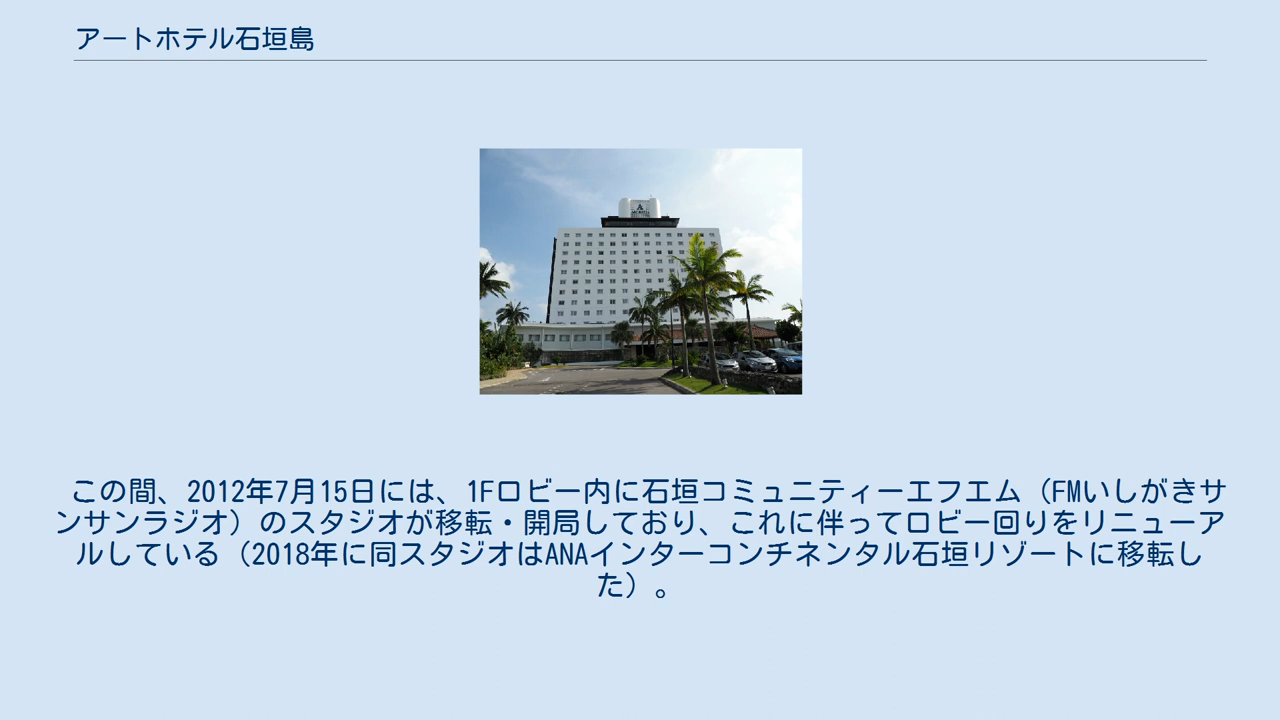 アートホテル石垣島
この間、2012年7月15日には、1Fロビー内に石垣コミュニティーエフエム（FMいしがきサ
ンサンラジオ）のスタジオが移転・開局しており、これに伴ってロビー回りをリニューア
ルしている（2018年に同スタジオはANAインターコンチネンタル石垣リゾートに移転し
た）。